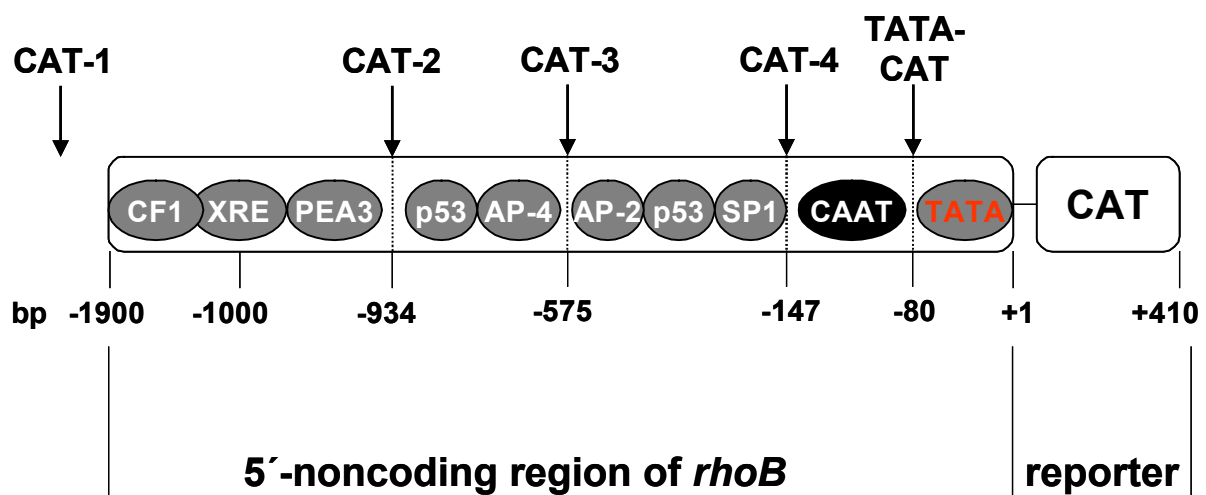 TATA-
CAT-1 CAT-2 CAT-3 CAT-4 CAT
CF1 XRE PEA3 p53 AP-4 AP-2 p53 SP1 CAAT TATA CAT
bp -1900 -1000 -934 -575 -147 -80 +1 +410
5´-noncoding region of rhoB reporter